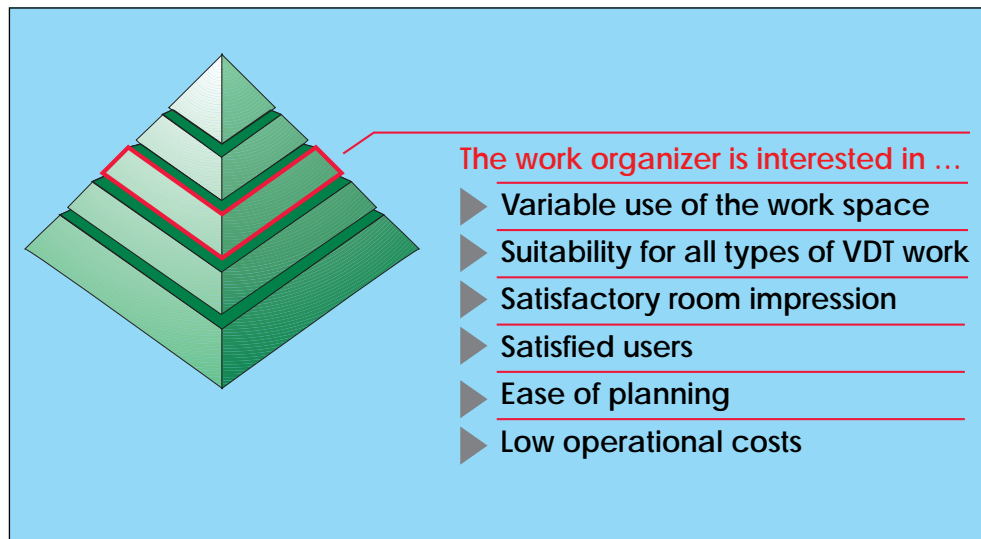 The work organizer is interested in ...
Variable use of the work space
Suitability for all types of VDT work
Satisfactory room impression
Satisfied users
Ease of planning
Low operational costs